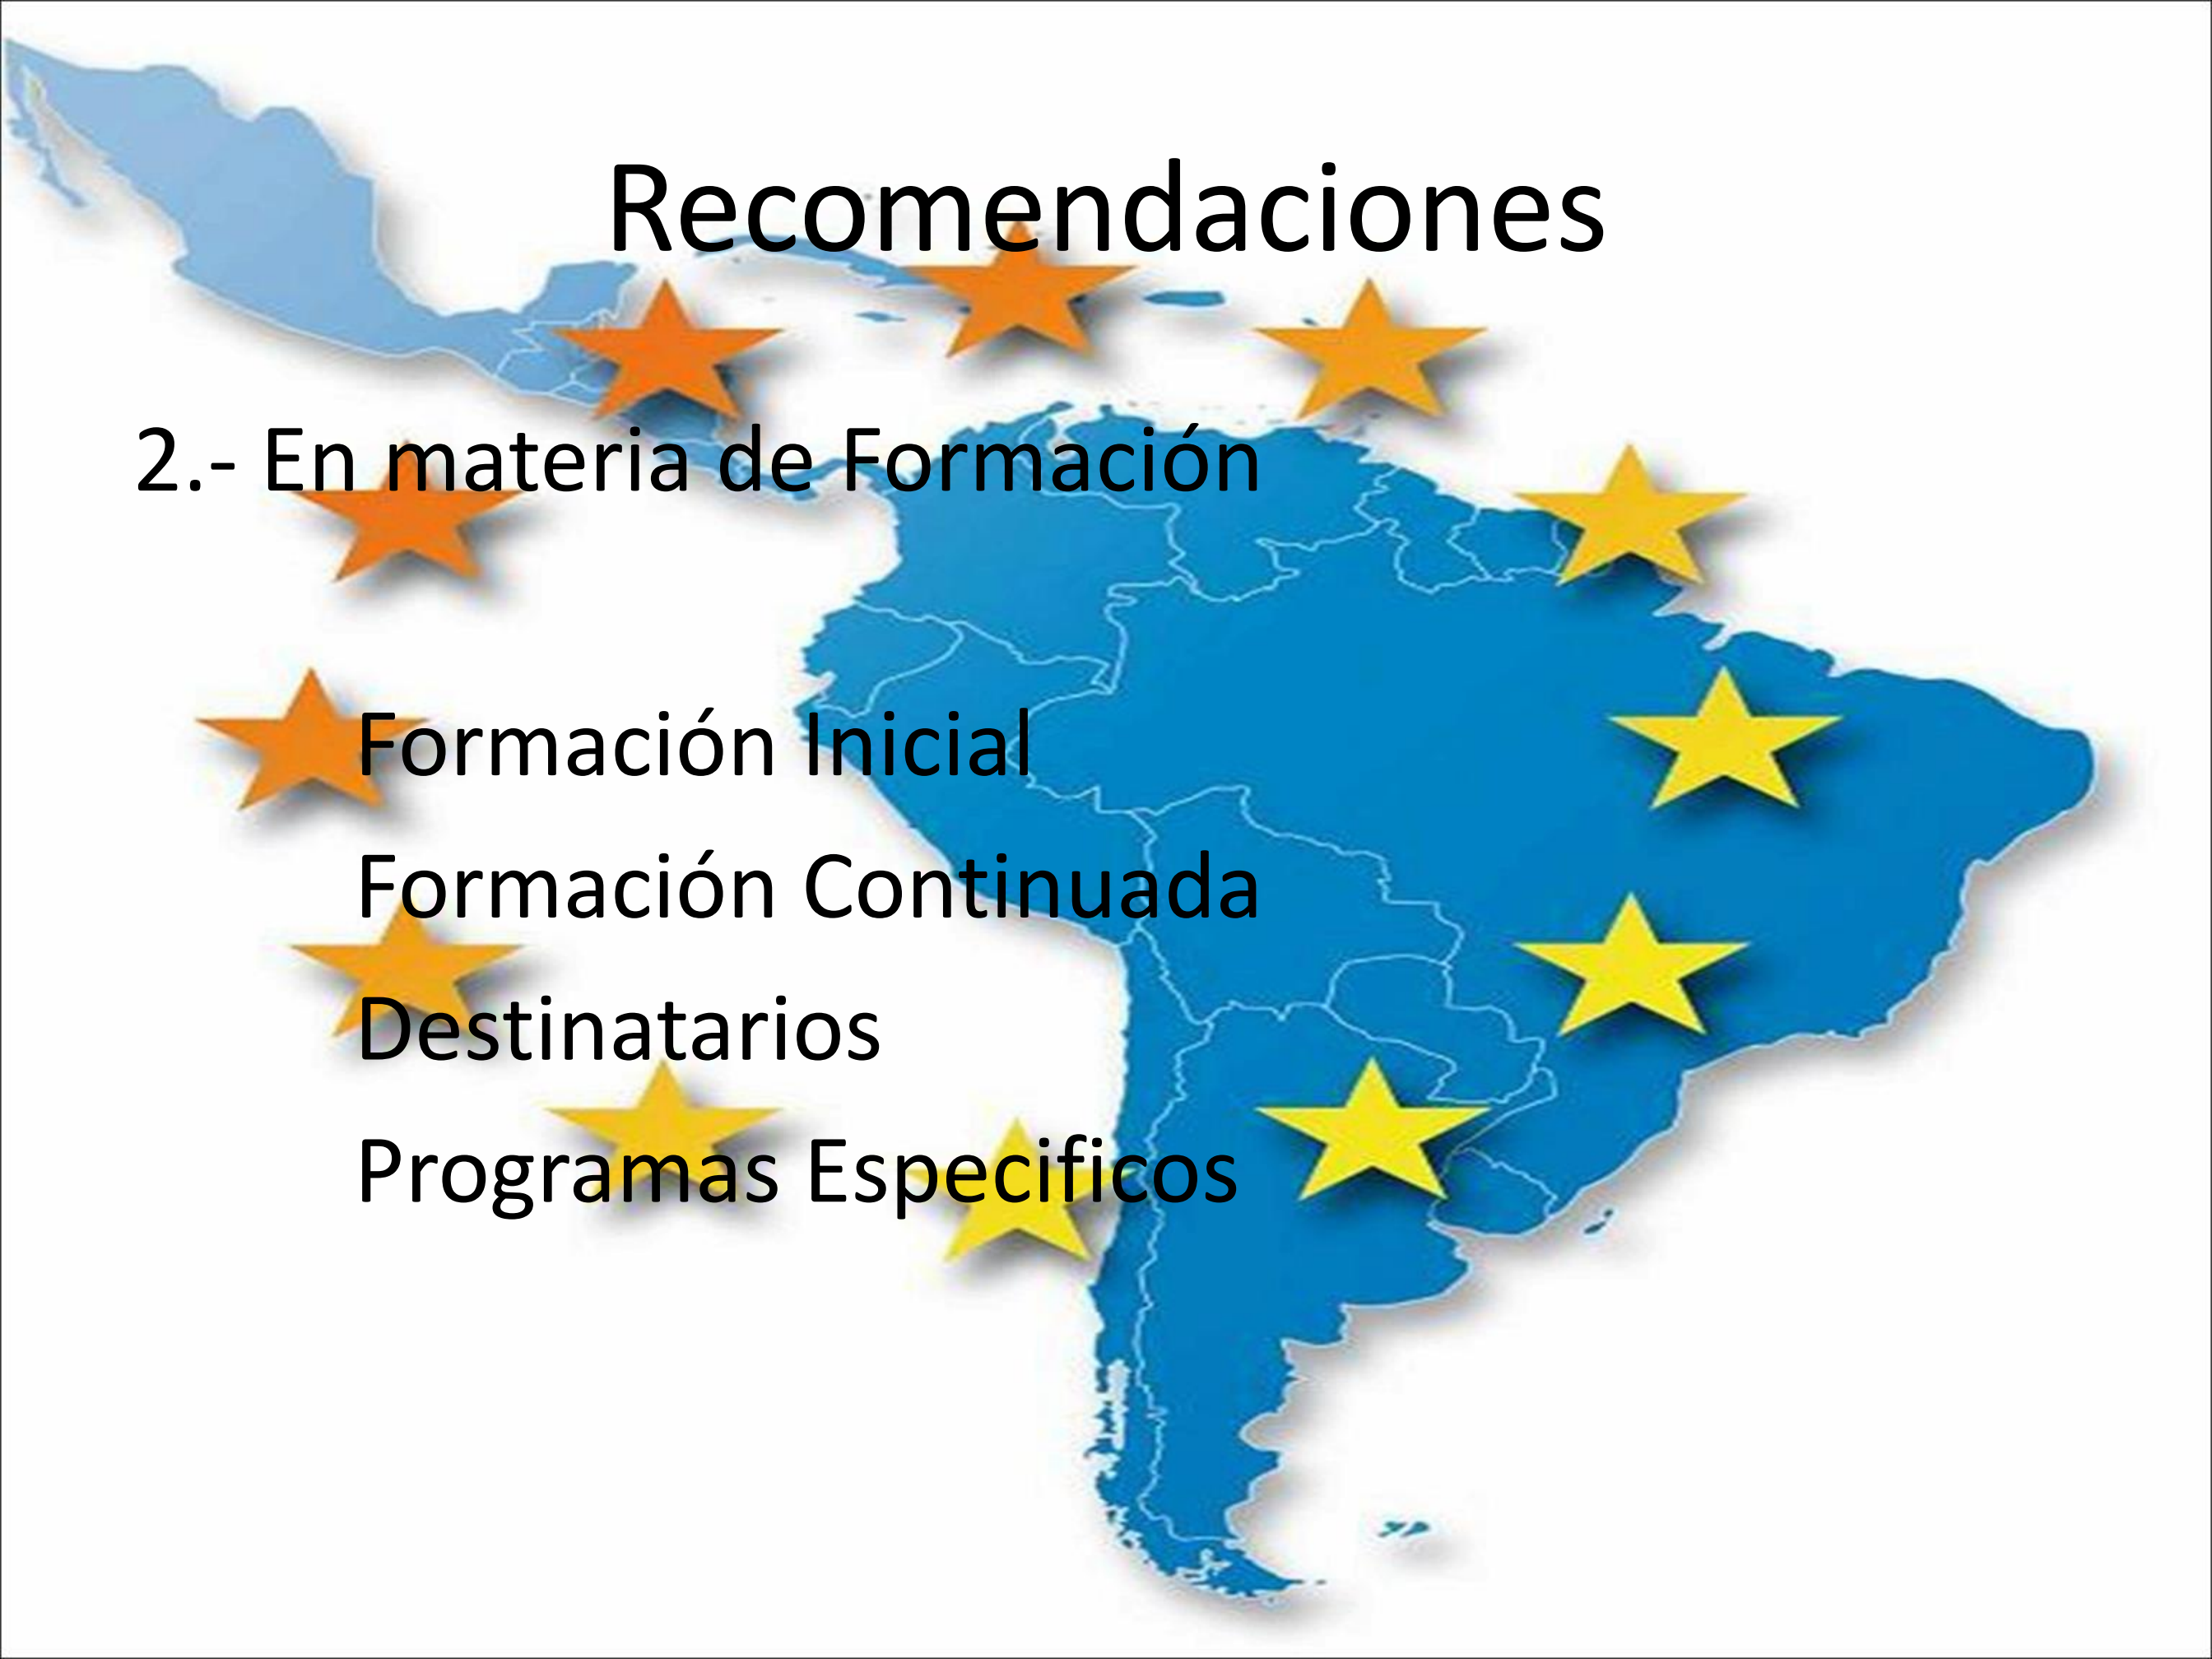 Recomendaciones
2.- En materia de Formación
Formación Inicial
Formación Continuada
Destinatarios
Programas Especificos